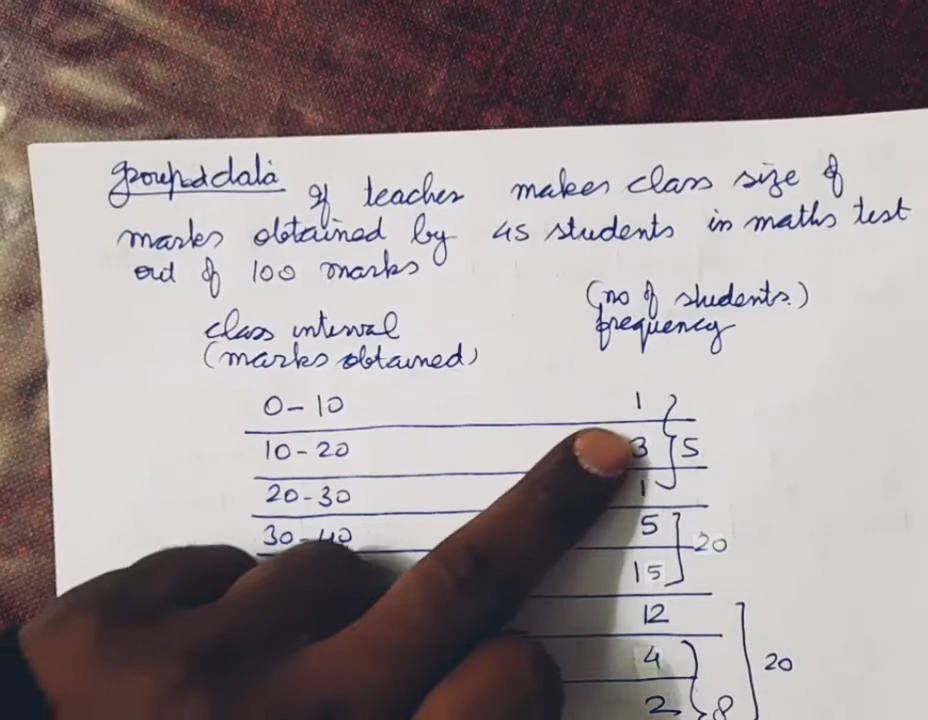 grouped data
If teacher makes class size of
marks obtained by 45 students in maths test
out of 100 marks
class interval
(marks obtained)
(no of students.)
frequency
0-10 1
10-20 3 5
20-30 1
30-40 5
20
15
12
4 20
2 8